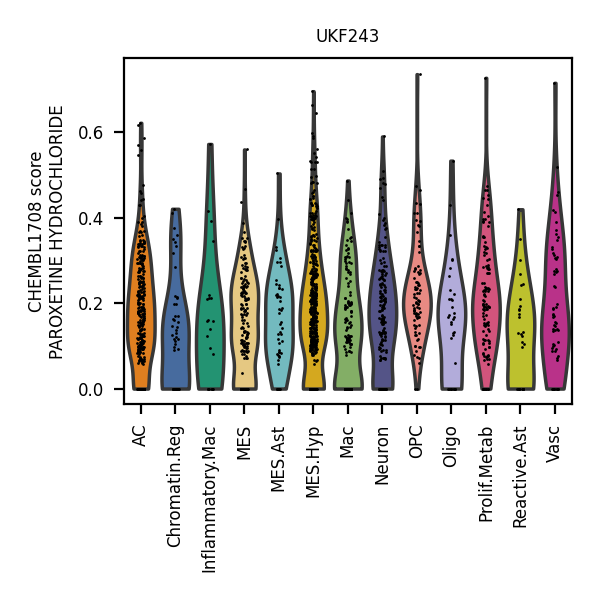 UKF243
CHEMBL1708 score
PAROXETINE HYDROCHLORIDE
0.6
0.4
0.2
0.0
AC
Chromatin.Reg
Inflammatory.Mac
MES
MES.Ast
MES.Hyp
Mac
Neuron
OPC
Oligo
Prolif.Metab
Reactive.Ast
Vasc